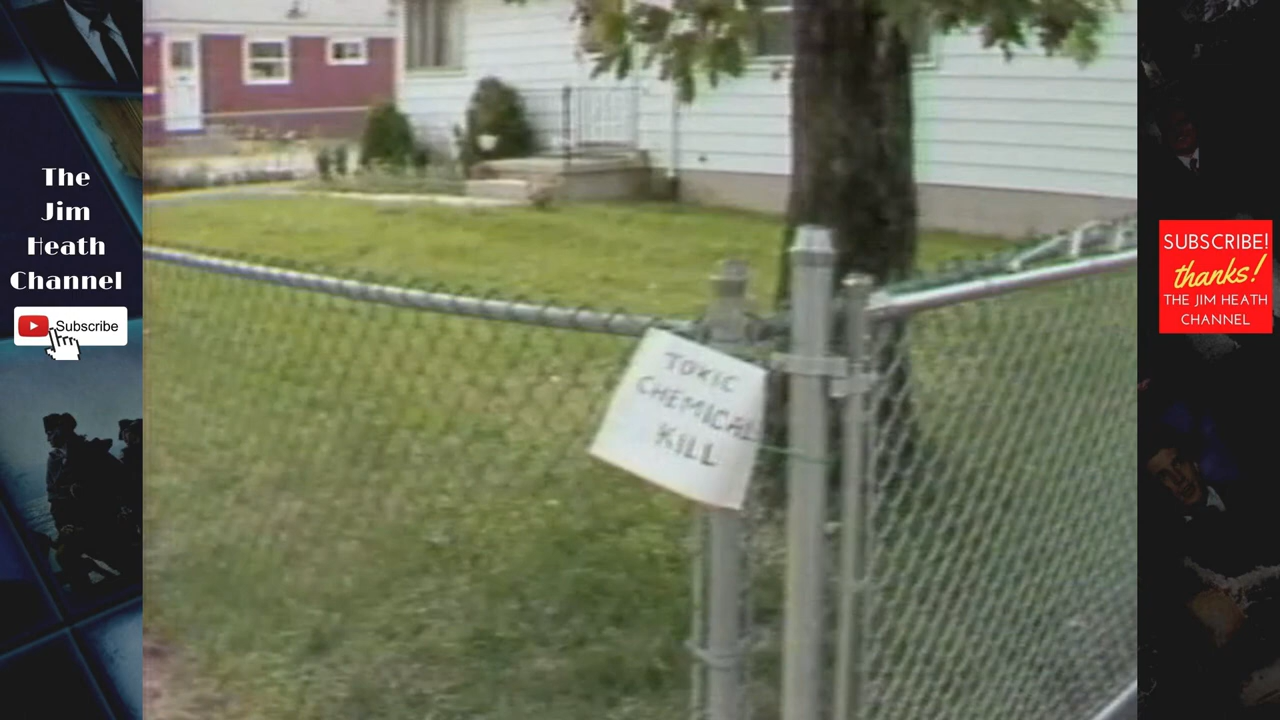 The
Jim
Heath
Channel
Subscribe
TOXIC
CHEMICAL
KILL
SUBSCRIBE!
thanks!
THE JIM HEATH
CHANNEL